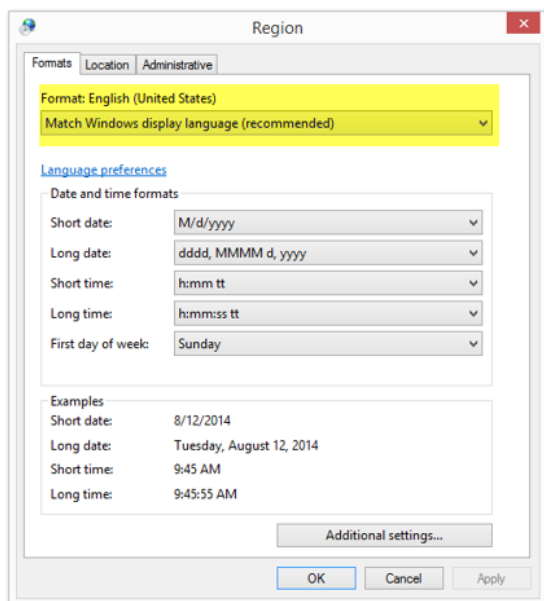 Region
Formats Location Administrative
Format: English (United States)
Match Windows display language (recommended)
Language preferences
Date and time formats
Short date: M/d/yyyy
Long date: dddd, MMMM d, yyyy
Short time: h:mm tt
Long time: h:mm:ss tt
First day of week: Sunday
Examples
Short date: 8/12/2014
Long date: Tuesday, August 12, 2014
Short time: 9:45 AM
Long time: 9:45:55 AM
Additional settings...
OK Cancel Apply